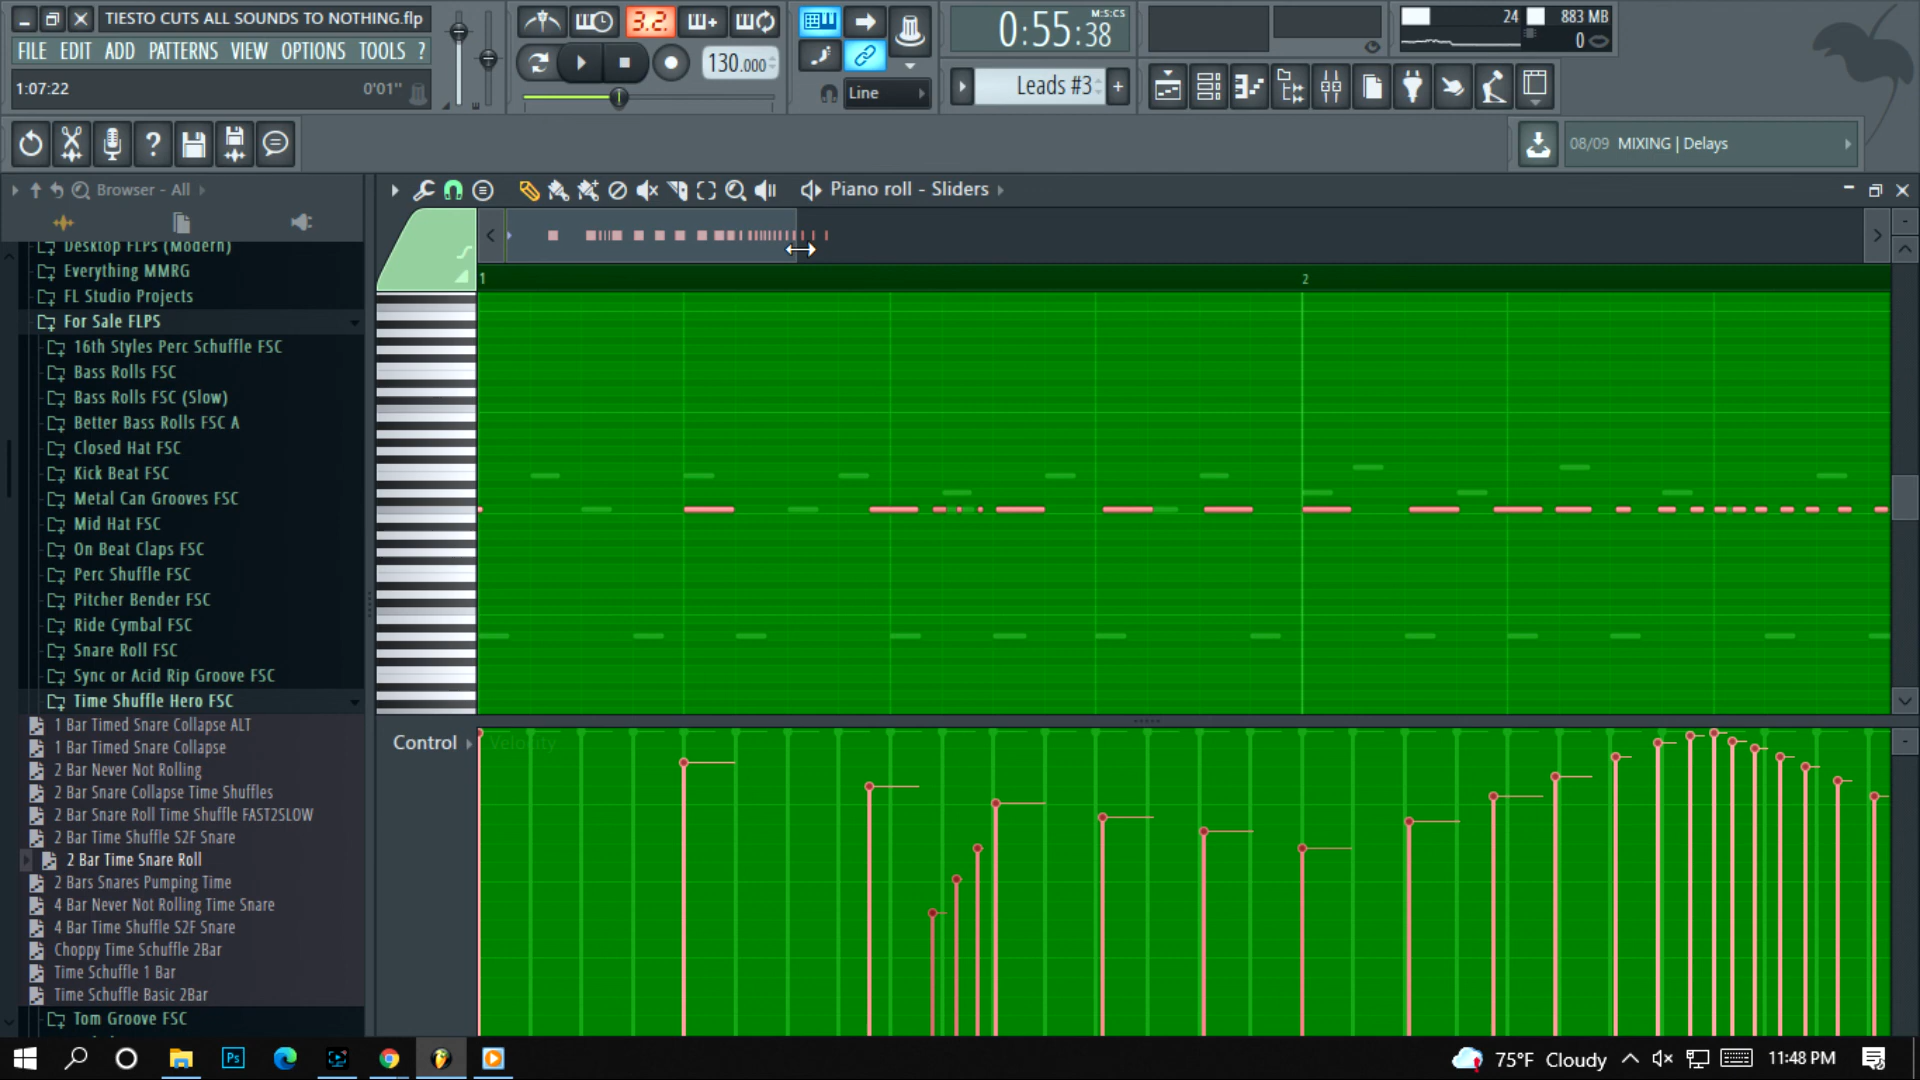 TIESTO CUTS ALL SOUNDS TO NOTHING.flp
FILE EDIT ADD PATTERNS VIEW OPTIONS TOOLS ?
1:07:22 0'01"
3.2.
130.000
Line
0:55:38
M:S:CS
Leads #3
24
883 MB
0
08/09 MIXING | Delays
Browser - All
Piano roll - Sliders
Desktop FLPs (Modern)
Everything MMRG
FL Studio Projects
For Sale FLPS
16th Styles Perc Schuffle FSC
Bass Rolls FSC
Bass Rolls FSC (Slow)
Better Bass Rolls FSC A
Closed Hat FSC
Kick Beat FSC
Metal Can Grooves FSC
Mid Hat FSC
On Beat Claps FSC
Perc Shuffle FSC
Pitcher Bender FSC
Ride Cymbal FSC
Snare Roll FSC
Sync or Acid Rip Groove FSC
Time Shuffle Hero FSC
1 Bar Timed Snare Collapse ALT
1 Bar Timed Snare Collapse
2 Bar Never Not Rolling
2 Bar Snare Collapse Time Shuffles
2 Bar Snare Roll Time Shuffle FAST2SLOW
2 Bar Time Shuffle S2F Snare
2 Bar Time Snare Roll
2 Bars Snares Pumping Time
4 Bar Never Not Rolling Time Snare
4 Bar Time Shuffle S2F Snare
Choppy Time Schuffle 2Bar
Time Schuffle 1 Bar
Time Schuffle Basic 2Bar
Tom Groove FSC
1 2
Control Velocity
Ps
75°F Cloudy 11:48 PM